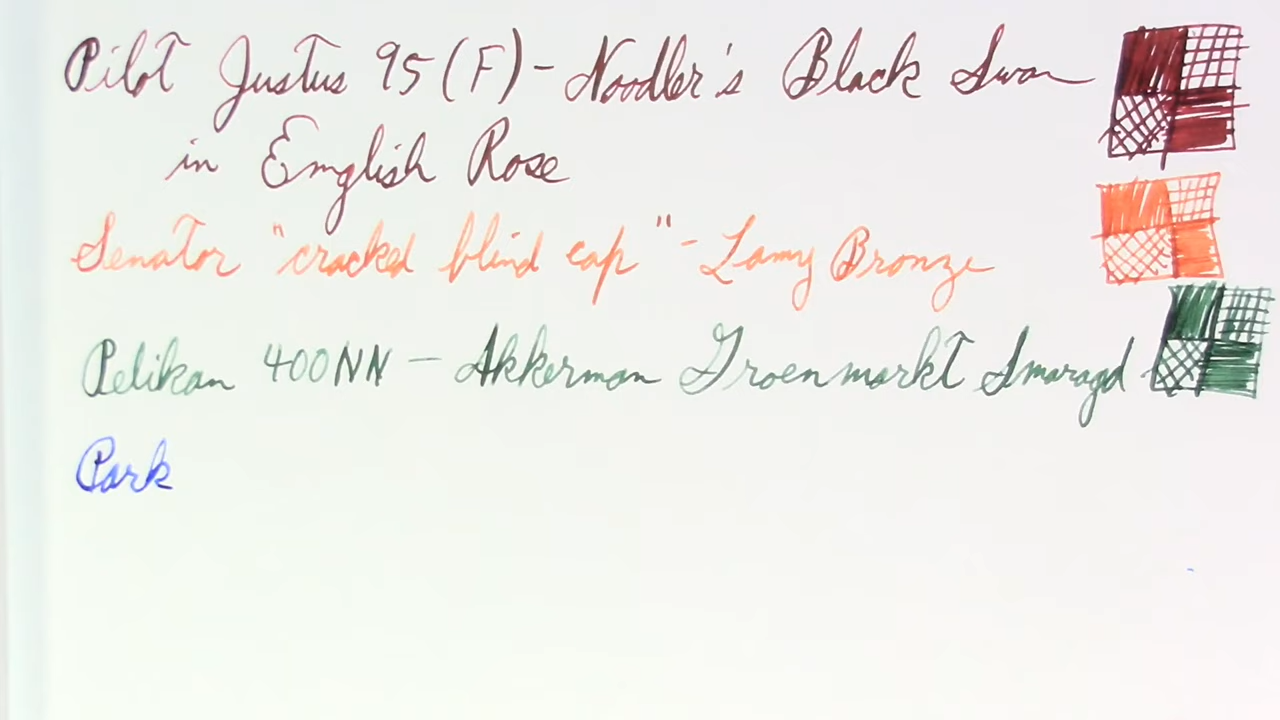 Pilot Justus 95 (F) - Noodler's Black Swan
in English Rose
Senator "cracked blind cap" - Lamy Bronze
Pelikan 400NN - Akkerman Groenmarkt Smaragd
Park